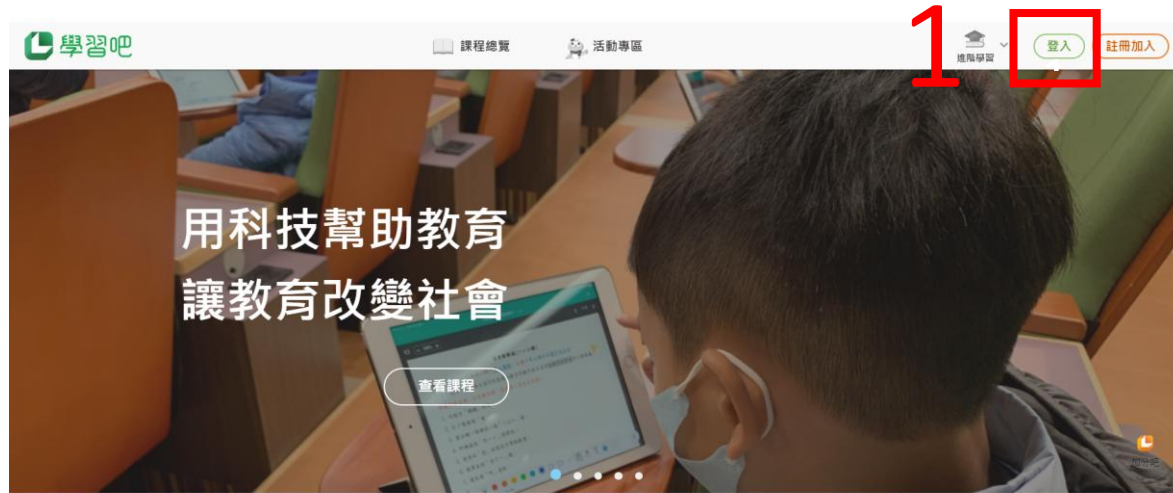 學習吧
課程總覽
活動專區
1
進階學習
登入
註冊加入
用科技幫助教育
讓教育改變社會
查看課程